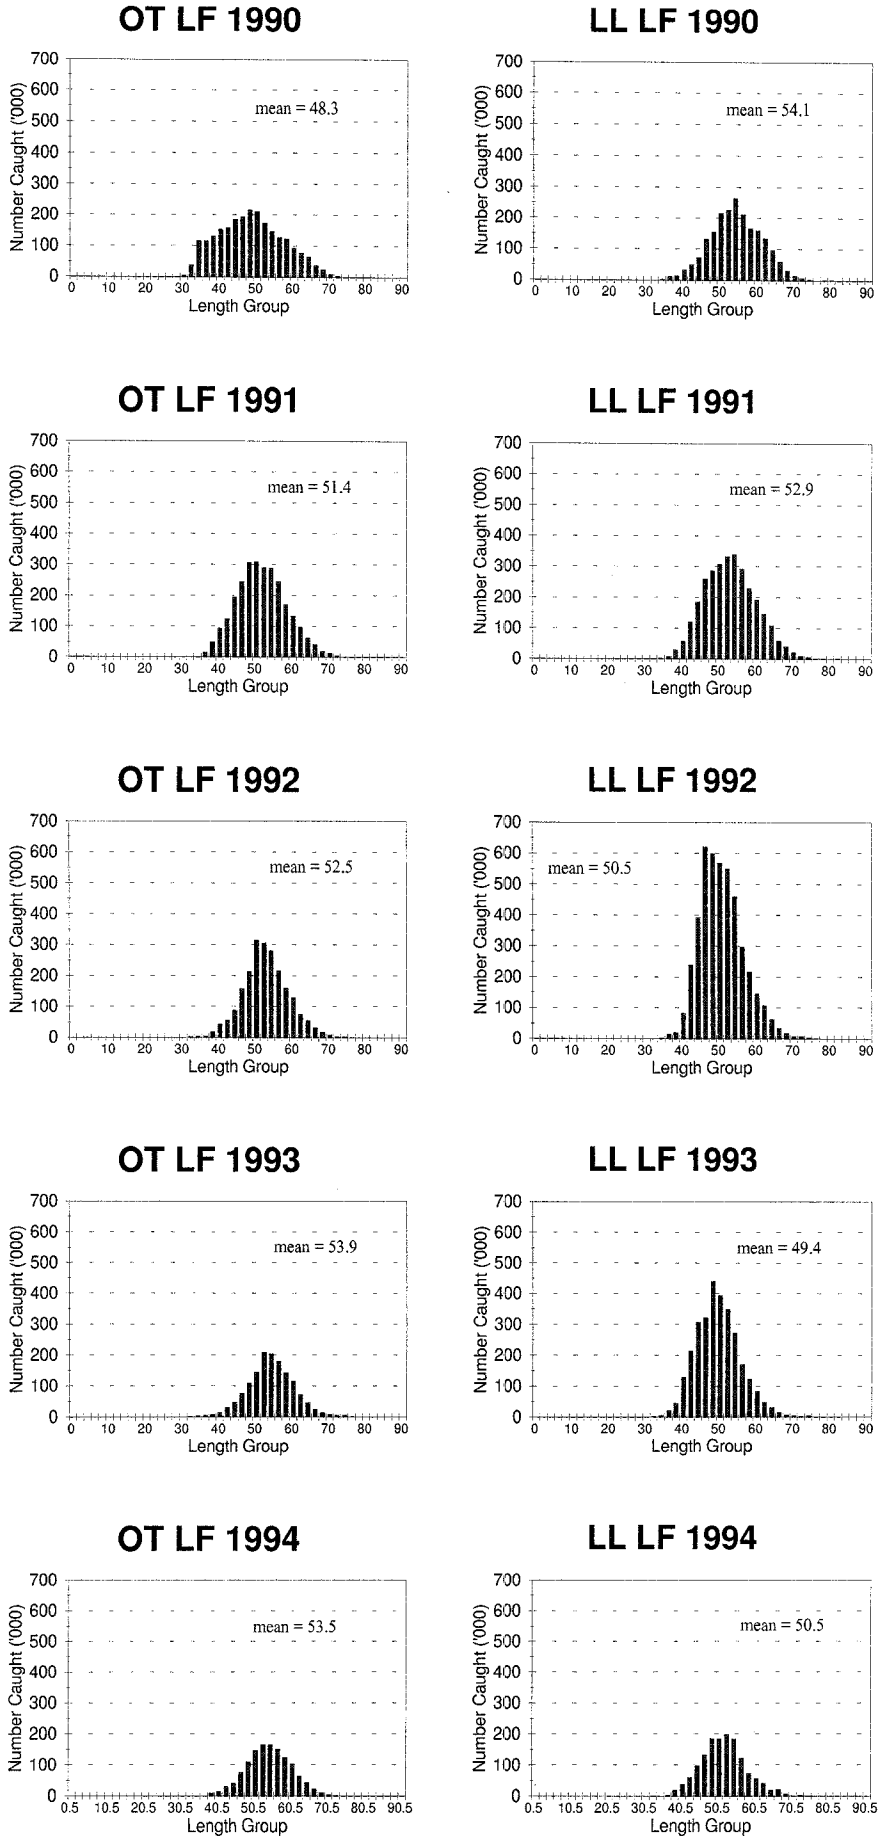 OT LF 1990
700
600
500
400
300
200
100
0
Number Caught ('000)
mean = 48.3
0 10 20 30 40 50 60 70 80 90
Length Group
LL LF 1990
700
600
500
400
300
200
100
0
Number Caught ('000)
mean = 54.1
0 10 20 30 40 50 60 70 80 90
Length Group
OT LF 1991
700
600
500
400
300
200
100
0
Number Caught ('000)
mean = 51.4
0 10 20 30 40 50 60 70 80 90
Length Group
LL LF 1991
700
600
500
400
300
200
100
0
Number Caught ('000)
mean = 52.9
0 10 20 30 40 50 60 70 80 90
Length Group
OT LF 1992
700
600
500
400
300
200
100
0
Number Caught ('000)
mean = 52.5
0 10 20 30 40 50 60 70 80 90
Length Group
LL LF 1992
700
600
500
400
300
200
100
0
Number Caught ('000)
mean = 50.5
0 10 20 30 40 50 60 70 80 90
Length Group
OT LF 1993
700
600
500
400
300
200
100
0
Number Caught ('000)
mean = 53.9
0 10 20 30 40 50 60 70 80 90
Length Group
LL LF 1993
700
600
500
400
300
200
100
0
Number Caught ('000)
mean = 49.4
0 10 20 30 40 50 60 70 80 90
Length Group
OT LF 1994
700
600
500
400
300
200
100
0
Number Caught ('000)
mean = 53.5
0.5 10.5 20.5 30.5 40.5 50.5 60.5 70.5 80.5 90.5
Length Group
LL LF 1994
700
600
500
400
300
200
100
0
Number Caught ('000)
mean = 50.5
0.5 10.5 20.5 30.5 40.5 50.5 60.5 70.5 80.5 90.5
Length Group